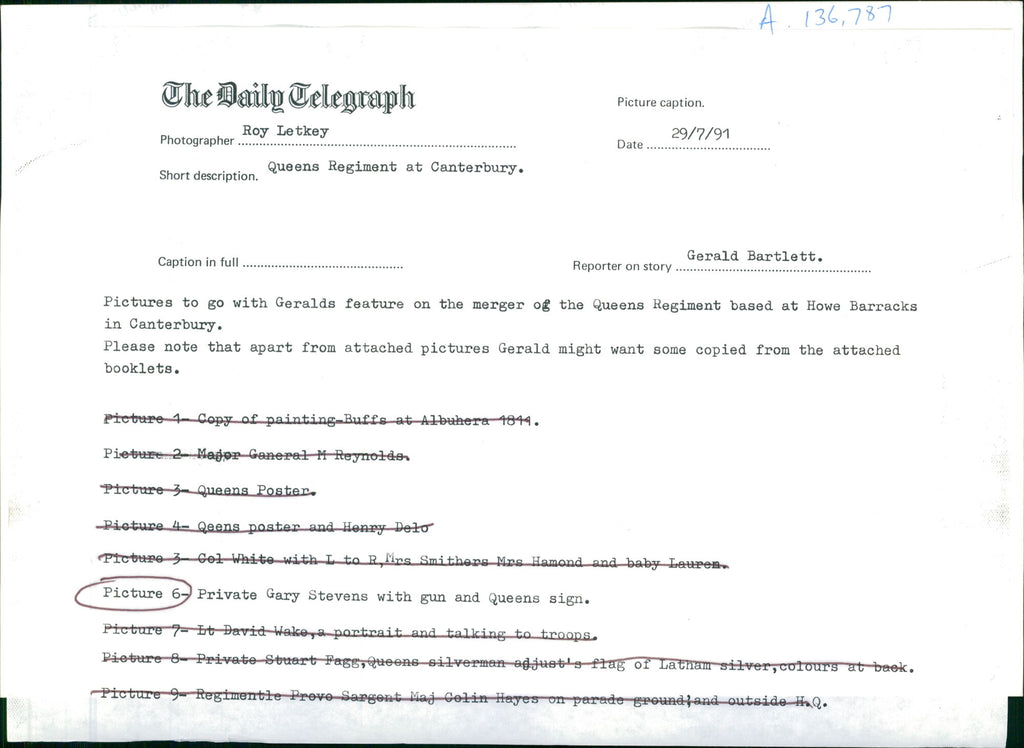 A. 136,787
The Daily Telegraph
Picture caption.
Photographer Roy Letkey
Date 29/7/91
Short description. Queens Regiment at Canterbury.
Caption in full
Reporter on story Gerald Bartlett.
Pictures to go with Geralds feature on the merger of the Queens Regiment based at Howe Barracks
in Canterbury.
Please note that apart from attached pictures Gerald might want some copied from the attached
booklets.
Picture 1- Copy of painting-Buffs at Albuhera 1811.
Picture 2- Major Ganeral M Reynolds.
Picture 3- Queens Poster.
Picture 4- Qeens poster and Henry Delo
Picture 3- Col White with L to R,Mrs Smithers Mrs Hamond and baby Lauren.
Picture 6- Private Gary Stevens with gun and Queens sign.
Picture 7- Lt David Wake,a portrait and talking to troops.
Picture 8- Private Stuart Fagg,Queens silverman adjust's flag of Latham silver,colours at back.
Picture 9- Regimentle Provo Sargent Maj Colin Hayes on parade ground;and outside H.Q.